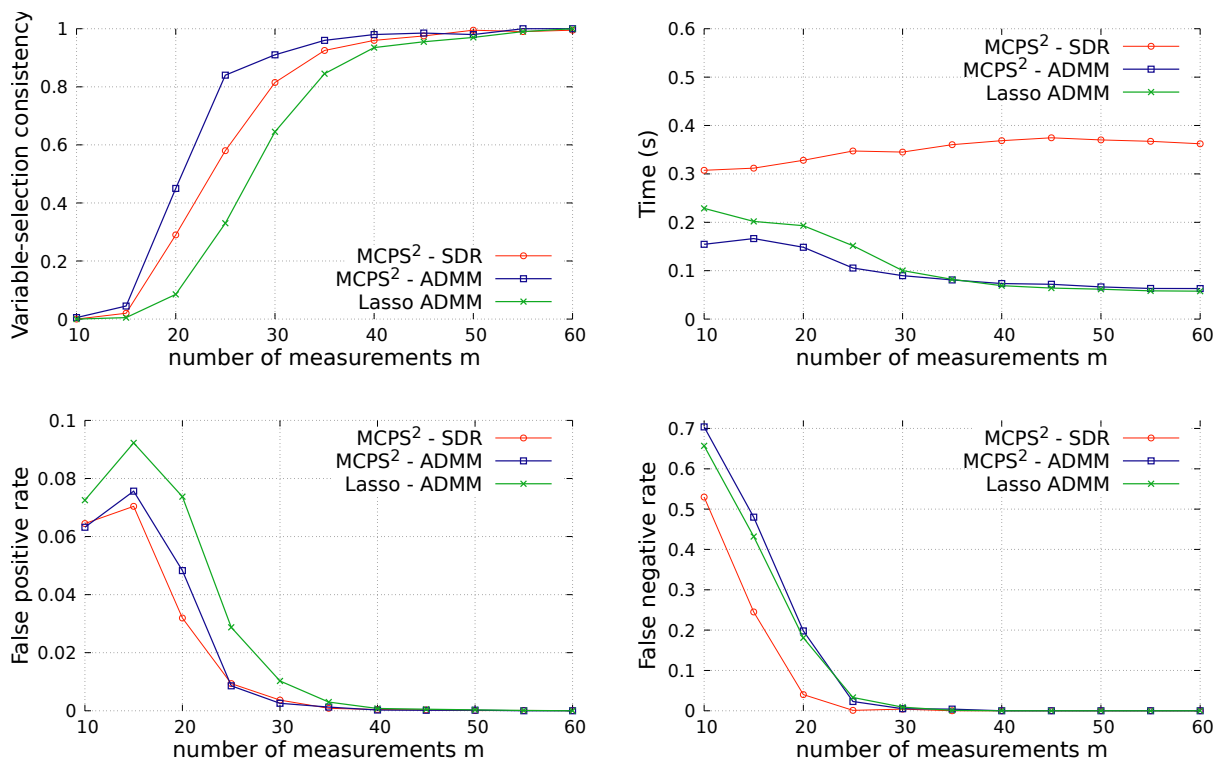 Variable-selection consistency
1
0.8
0.6
0.4
0.2
0
MCPS² - SDR
MCPS² - ADMM
Lasso ADMM
10 20 30 40 50 60
number of measurements m
Time (s)
0.6
0.5
0.4
0.3
0.2
0.1
0
MCPS² - SDR
MCPS² - ADMM
Lasso ADMM
10 20 30 40 50 60
number of measurements m
False positive rate
0.1
0.08
0.06
0.04
0.02
0
MCPS² - SDR
MCPS² - ADMM
Lasso - ADMM
10 20 30 40 50 60
number of measurements m
False negative rate
0.7
0.6
0.5
0.4
0.3
0.2
0.1
0
MCPS² - SDR
MCPS² - ADMM
Lasso ADMM
10 20 30 40 50 60
number of measurements m